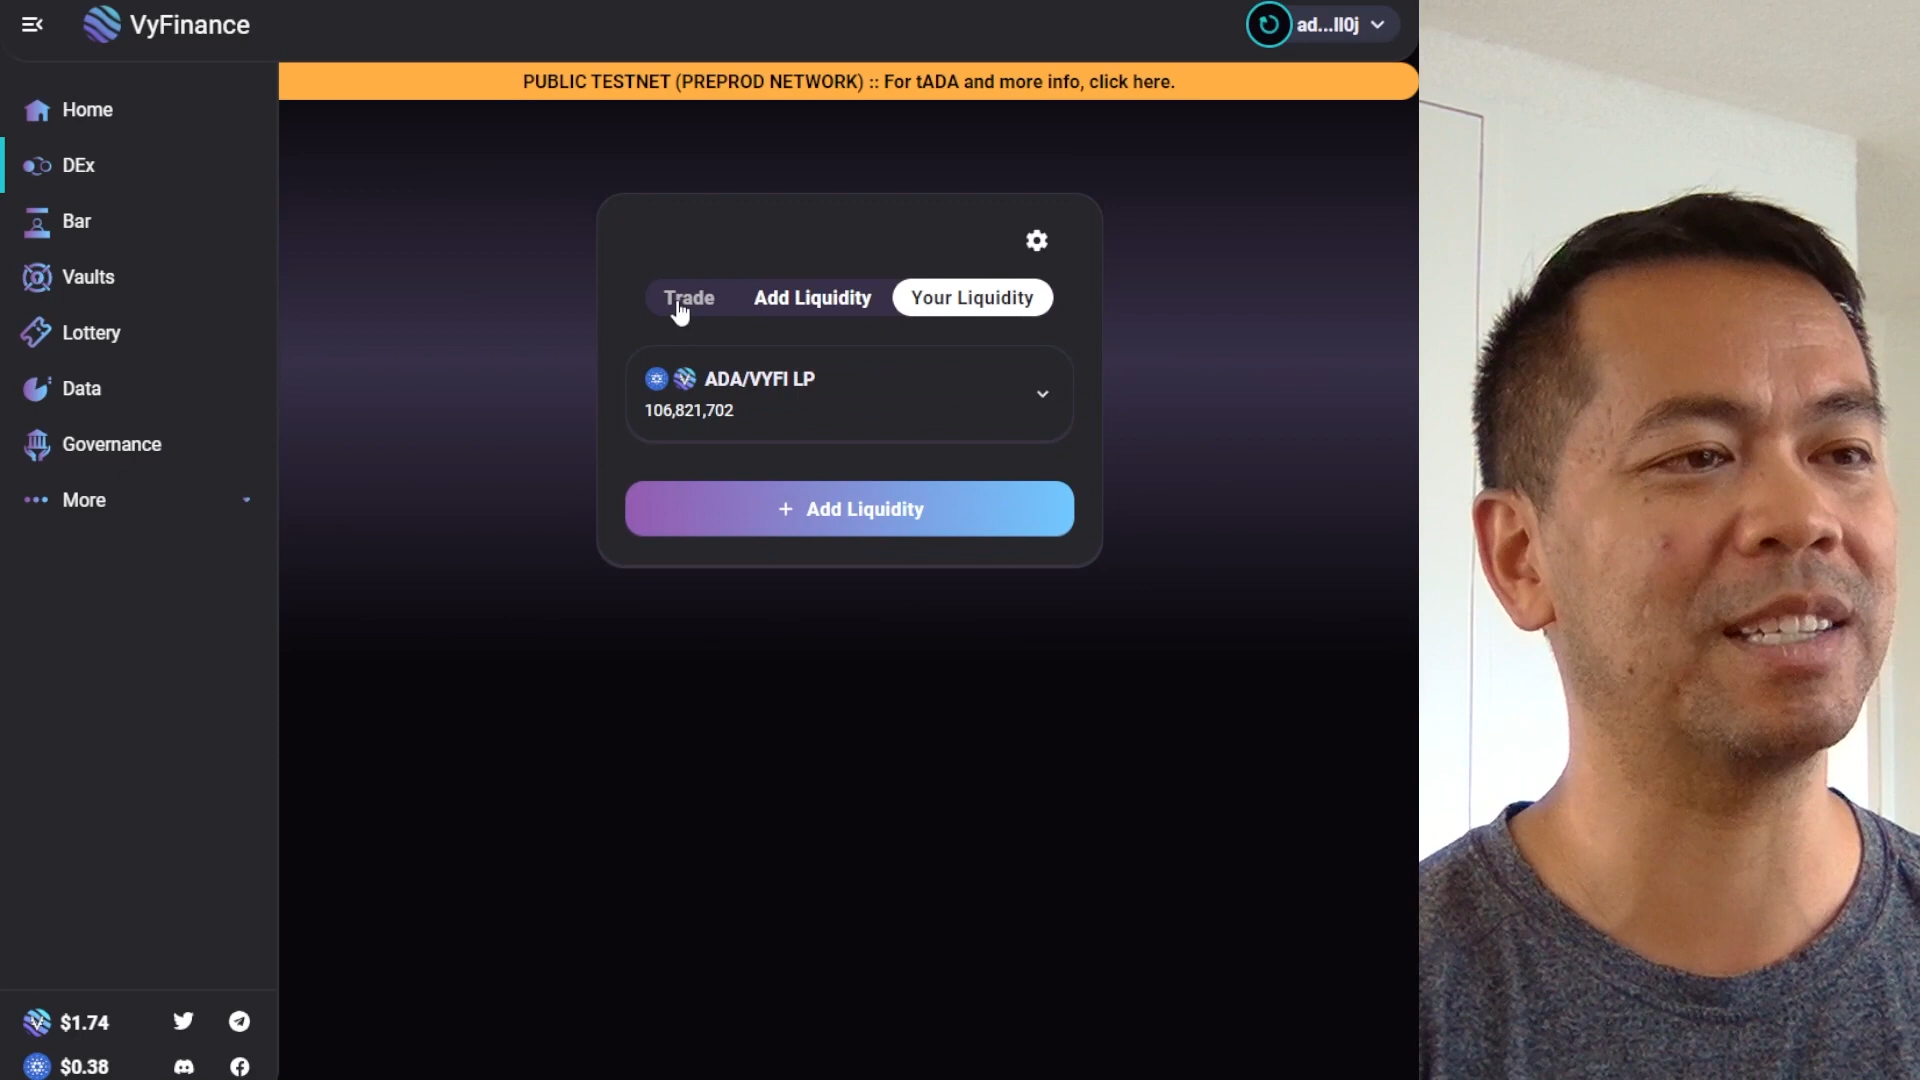 VyFinance
ad...ll0j
PUBLIC TESTNET (PREPROD NETWORK) :: For tADA and more info, click here.
Home
DEx
Bar
Vaults
Lottery
Data
Governance
More
Trade
Add Liquidity
Your Liquidity
ADA/VYFI LP
106,821,702
+ Add Liquidity
$1.74
$0.38